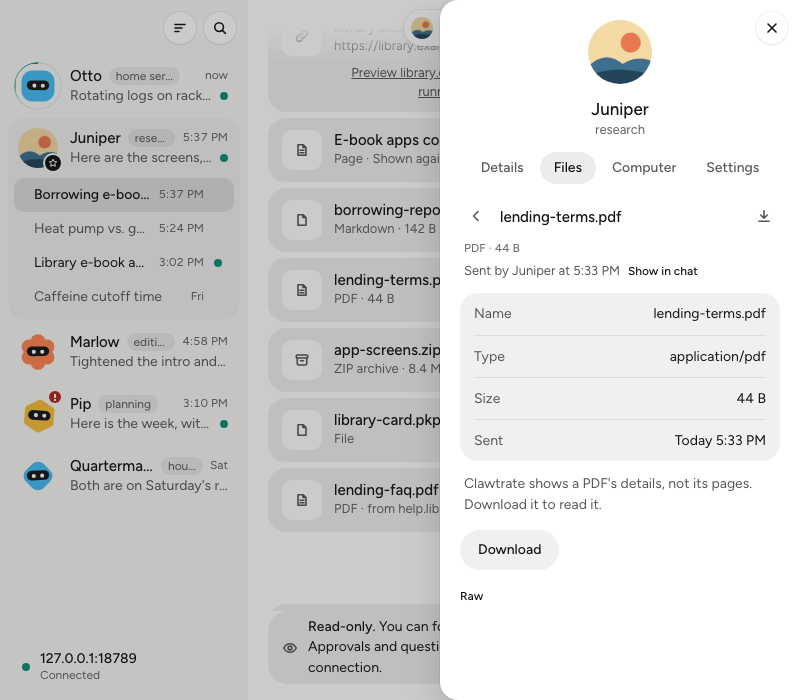 Otto
home ser...
now
Rotating logs on rack...
Juniper
rese...
5:37 PM
Here are the screens,...
Borrowing e-boo...
5:37 PM
Heat pump vs. g...
5:24 PM
Library e-book a...
3:02 PM
Caffeine cutoff time
Fri
Marlow
editi...
4:58 PM
Tightened the intro and...
Pip
planning
3:10 PM
Here is the week, wit...
Quarterma...
hou...
Sat
Both are on Saturday's r...
127.0.0.1:18789
Connected
https://library.exa
Preview library.
run
E-book apps co
Page · Shown agai
borrowing-repo
Markdown · 142 B
lending-terms.p
PDF · 44 B
app-screens.zip
ZIP archive · 8.4 M
library-card.pkp
File
lending-faq.pdf
PDF · from help.lib
Read-only. You can fo
Approvals and questi
connection.
Juniper
research
Details
Files
Computer
Settings
lending-terms.pdf
PDF · 44 B
Sent by Juniper at 5:33 PM Show in chat
Name
lending-terms.pdf
Type
application/pdf
Size
44 B
Sent
Today 5:33 PM
Clawtrate shows a PDF's details, not its pages.
Download it to read it.
Download
Raw